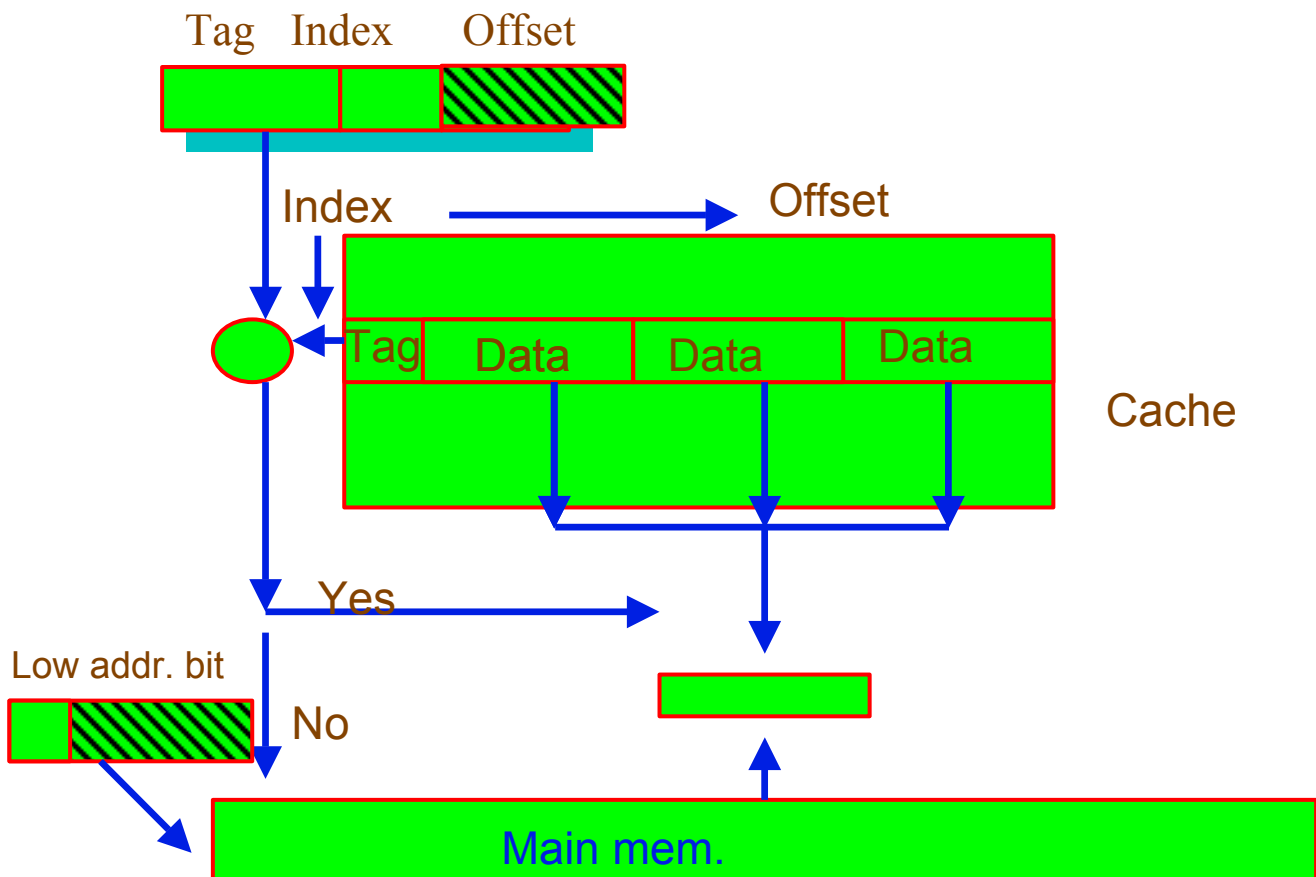 Tag Index Offset
Index Offset
Tag Data Data Data
Cache
Yes
Low addr. bit
No
Main mem.